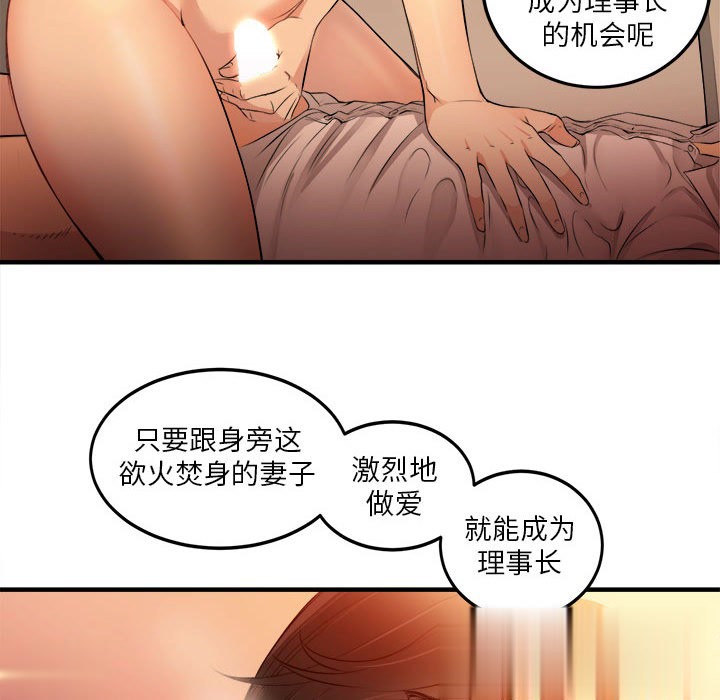 成为理事长
的机会呢
只要跟身旁这
欲火焚身的妻子
激烈地
做爱
就能成为
理事长